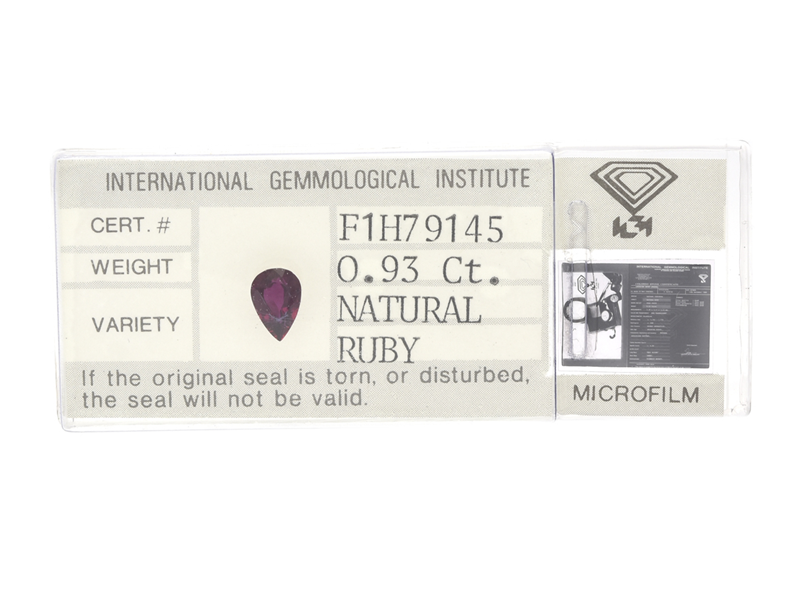 INTERNATIONAL GEMMOLOGICAL INSTITUTE
CERT. # F1H79145
WEIGHT 0.93 Ct.
VARIETY NATURAL
RUBY
If the original seal is torn, or disturbed,
the seal will not be valid.
MICROFILM